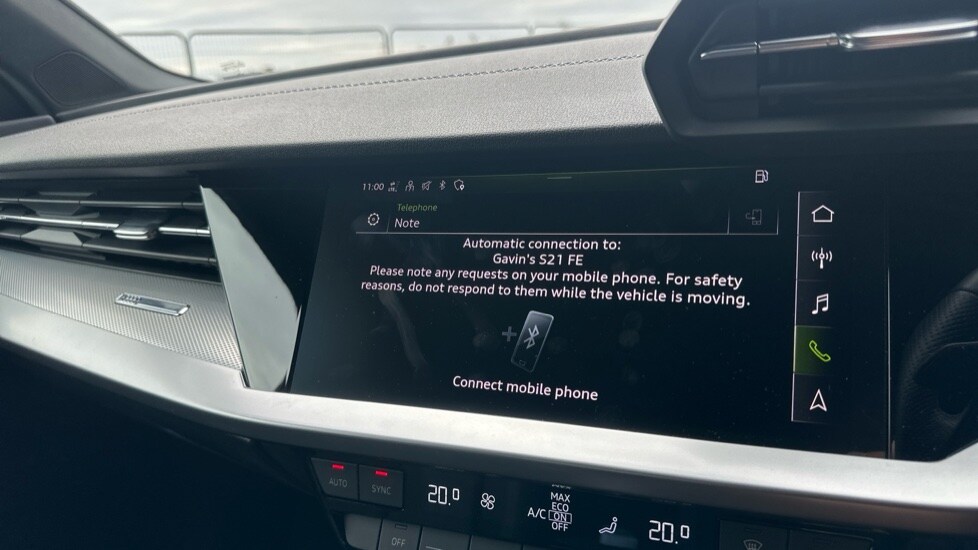 11:00
Telephone
Note
Automatic connection to:
Gavin's S21 FE
Please note any requests on your mobile phone. For safety
reasons, do not respond to them while the vehicle is moving.
Connect mobile phone
AUTO
SYNC
20.0
A/C
MAX
ECO
ON
OFF
20.0
OFF